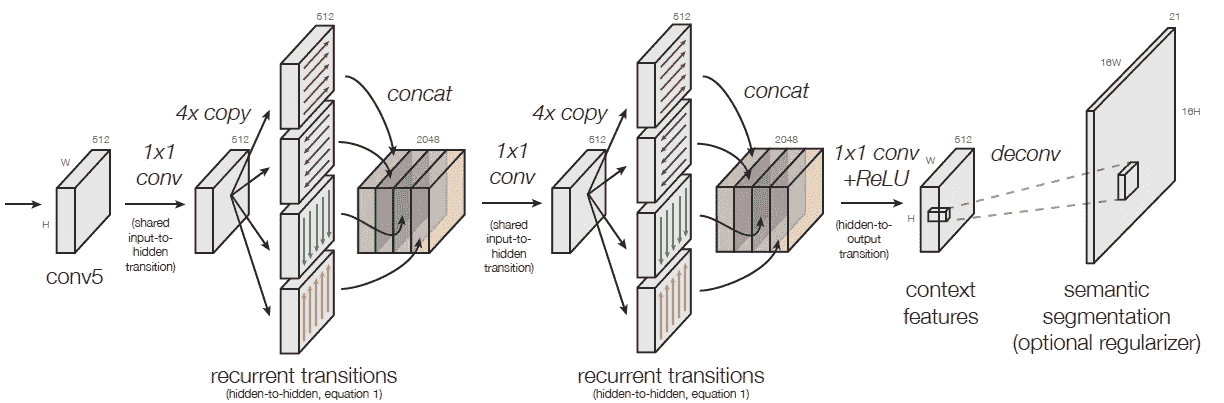 512
W
H
conv5
1x1
conv
(shared
input-to-
hidden
transition)
512
4x copy
512
recurrent transitions
(hidden-to-hidden, equation 1)
concat
2048
1x1
conv
(shared
input-to-
hidden
transition)
512
4x copy
512
recurrent transitions
(hidden-to-hidden, equation 1)
concat
2048
1x1 conv
+ReLU
(hidden-to-
output
transition)
512
W
H
context
features
deconv
21
16W
16H
semantic
segmentation
(optional regularizer)